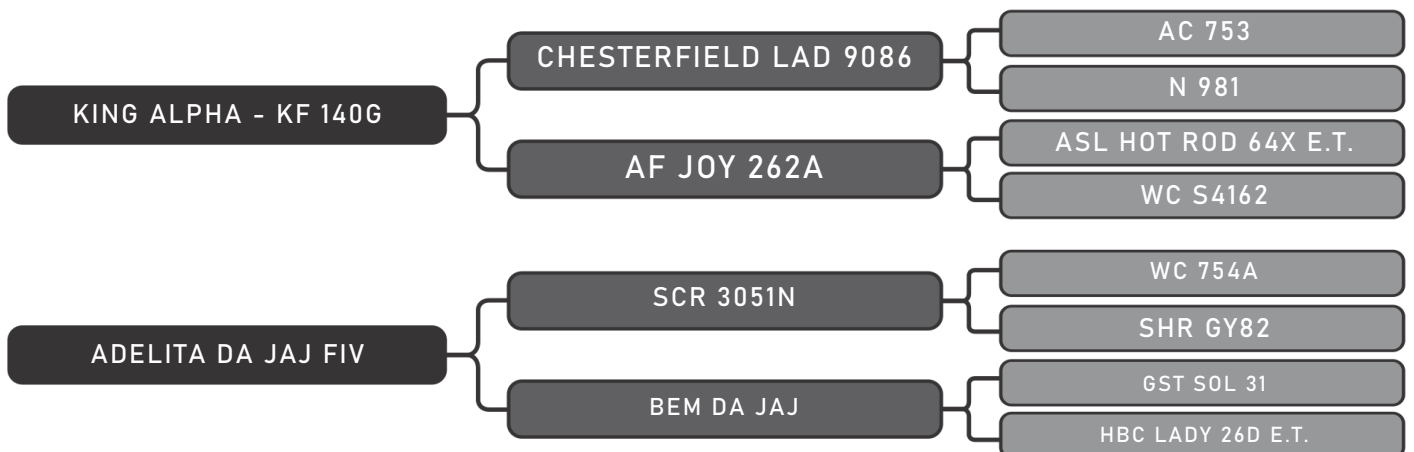 KING ALPHA - KF 140G
CHESTERFIELD LAD 9086
AC 753
N 981
AF JOY 262A
ASL HOT ROD 64X E.T.
WC S4162
ADELITA DA JAJ FIV
SCR 3051N
WC 754A
SHR GY82
BEM DA JAJ
GST SOL 31
HBC LADY 26D E.T.